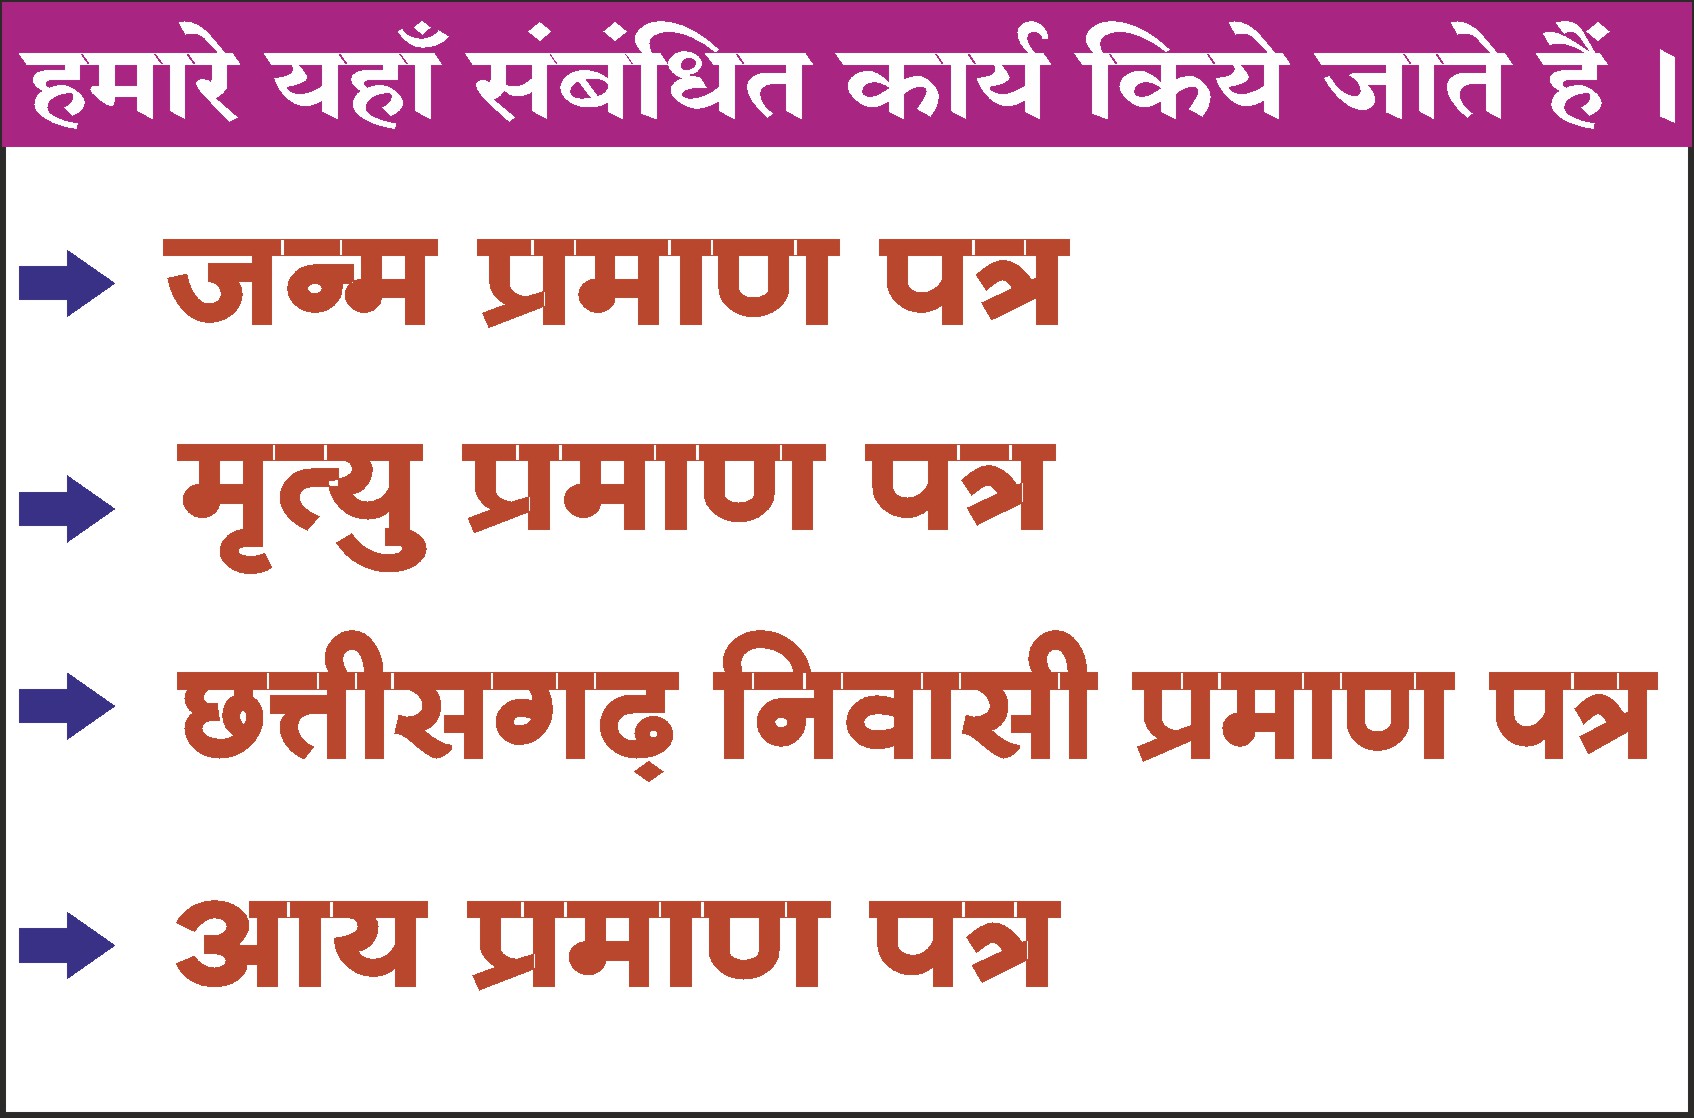 हमारे यहाँ संबंधित कार्य किये जाते हैं ।
जन्म प्रमाण पत्र
मृत्यु प्रमाण पत्र
छत्तीसगढ़ निवासी प्रमाण पत्र
आय प्रमाण पत्र